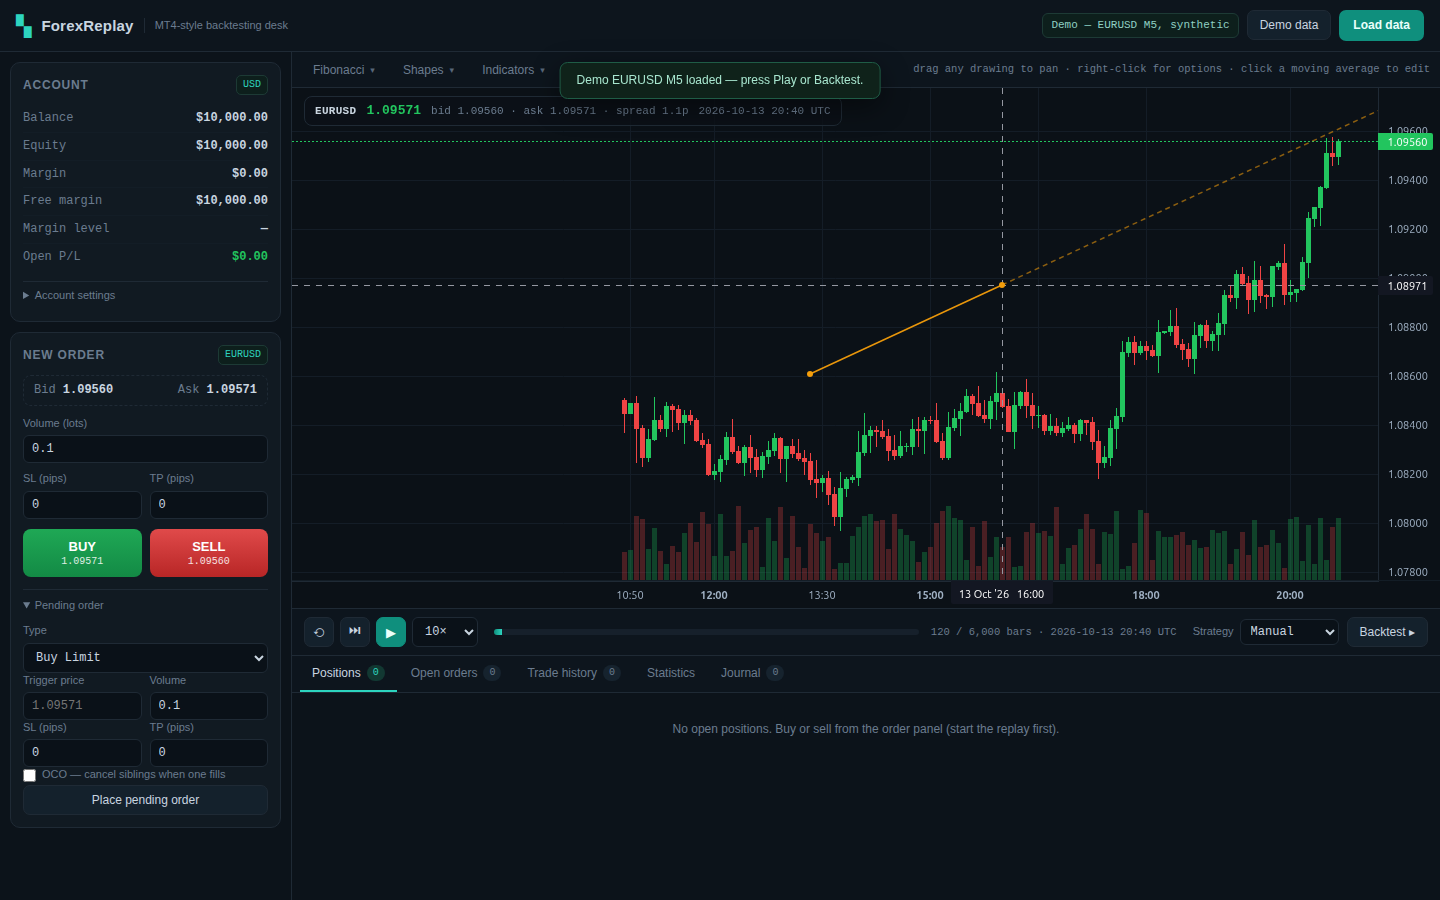 ForexReplay
MT4-style backtesting desk
Demo — EURUSD M5, synthetic
Demo data
Load data
ACCOUNT
USD
Balance $10,000.00
Equity $10,000.00
Margin $0.00
Free margin $10,000.00
Margin level —
Open P/L $0.00
▶ Account settings
NEW ORDER
EURUSD
Bid 1.09560 Ask 1.09571
Volume (lots)
0.1
SL (pips) TP (pips)
0 0
BUY SELL
1.09571 1.09560
▼ Pending order
Type
Buy Limit
Trigger price Volume
1.09571 0.1
SL (pips) TP (pips)
0 0
OCO — cancel siblings when one fills
Place pending order
Fibonacci ▾ Shapes ▾ Indicators ▾
Demo EURUSD M5 loaded — press Play or Backtest.
drag any drawing to pan · right-click for options · click a moving average to edit
EURUSD 1.09571 bid 1.09560 · ask 1.09571 · spread 1.1p 2026-10-13 20:40 UTC
1.09600
1.09560
1.09400
1.09200
1.08971
1.08800
1.08600
1.08400
1.08200
1.08000
1.07800
10:50 12:00 13:30 15:00 13 Oct '26 16:00 18:00 20:00
10×
120 / 6,000 bars · 2026-10-13 20:40 UTC
Strategy
Manual
Backtest ▸
Positions 0
Open orders 0
Trade history 0
Statistics
Journal 0
No open positions. Buy or sell from the order panel (start the replay first).